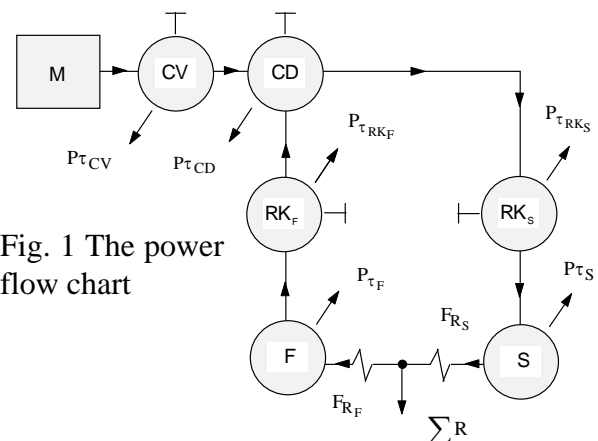 M
CV
CD
Pτ_CV
Pτ_CD
P_τ_RK_F
P_τ_RK_S
RK_F
RK_S
Fig. 1 The power
flow chart
P_τ_F
Pτ_S
F_R_S
F
S
F_R_F
∑R